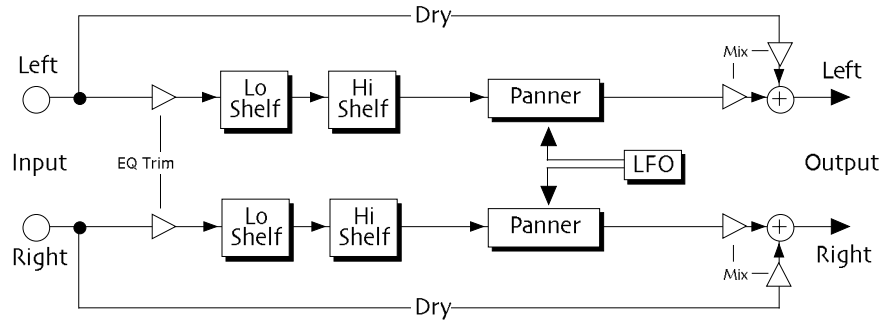 Dry
Mix
Left
Lo
Shelf
Hi
Shelf
Panner
Left
Input
EQ Trim
LFO
Output
Lo
Shelf
Hi
Shelf
Panner
Right
Right
Mix
Dry